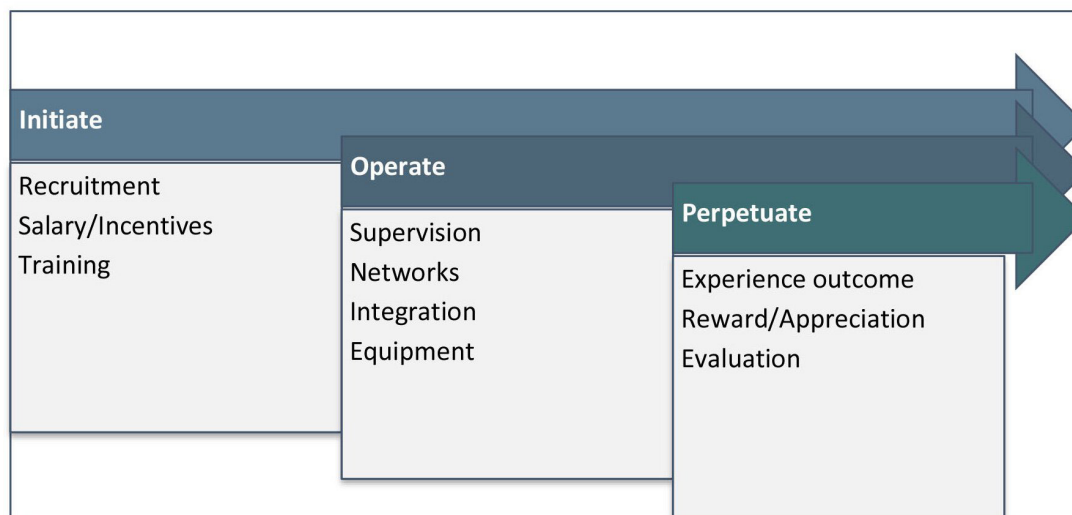 Initiate
Recruitment
Salary/Incentives
Training
Operate
Supervision
Networks
Integration
Equipment
Perpetuate
Experience outcome
Reward/Appreciation
Evaluation